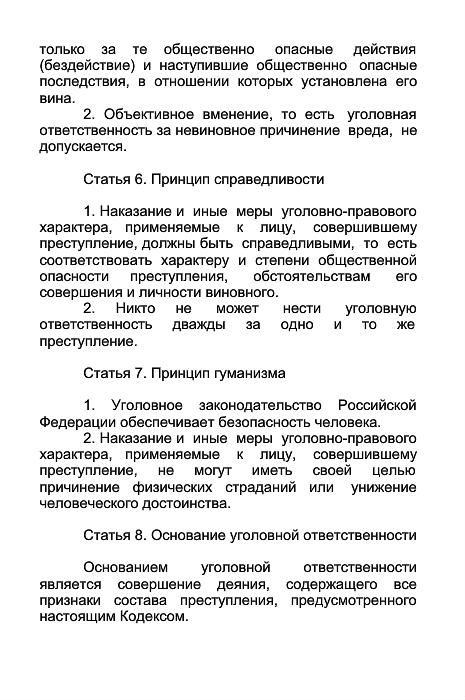 только за те общественно опасные действия
(бездействие) и наступившие общественно опасные
последствия, в отношении которых установлена его
вина.
2. Объективное вменение, то есть уголовная
ответственность за невиновное причинение вреда, не
допускается.
Статья 6. Принцип справедливости
1. Наказание и иные меры уголовно-правового
характера, применяемые к лицу, совершившему
преступление, должны быть справедливыми, то есть
соответствовать характеру и степени общественной
опасности преступления, обстоятельствам его
совершения и личности виновного.
2. Никто не может нести уголовную
ответственность дважды за одно и то же
преступление.
Статья 7. Принцип гуманизма
1. Уголовное законодательство Российской
Федерации обеспечивает безопасность человека.
2. Наказание и иные меры уголовно-правового
характера, применяемые к лицу, совершившему
преступление, не могут иметь своей целью
причинение физических страданий или унижение
человеческого достоинства.
Статья 8. Основание уголовной ответственности
Основанием уголовной ответственности
является совершение деяния, содержащего все
признаки состава преступления, предусмотренного
настоящим Кодексом.